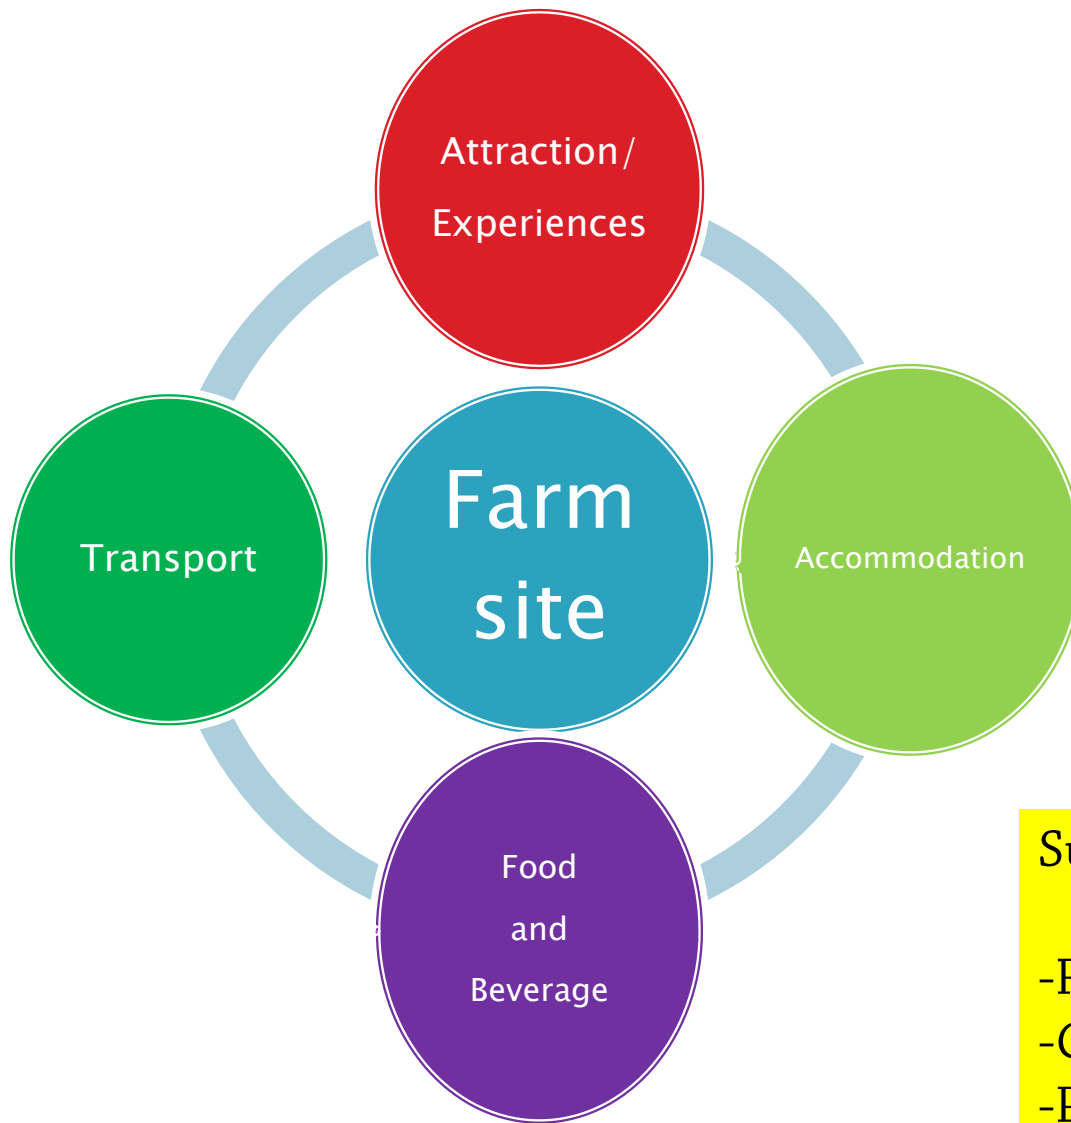 Attraction/
Experiences
Transport
Farm
site
Accommodation
Food
and
Beverage